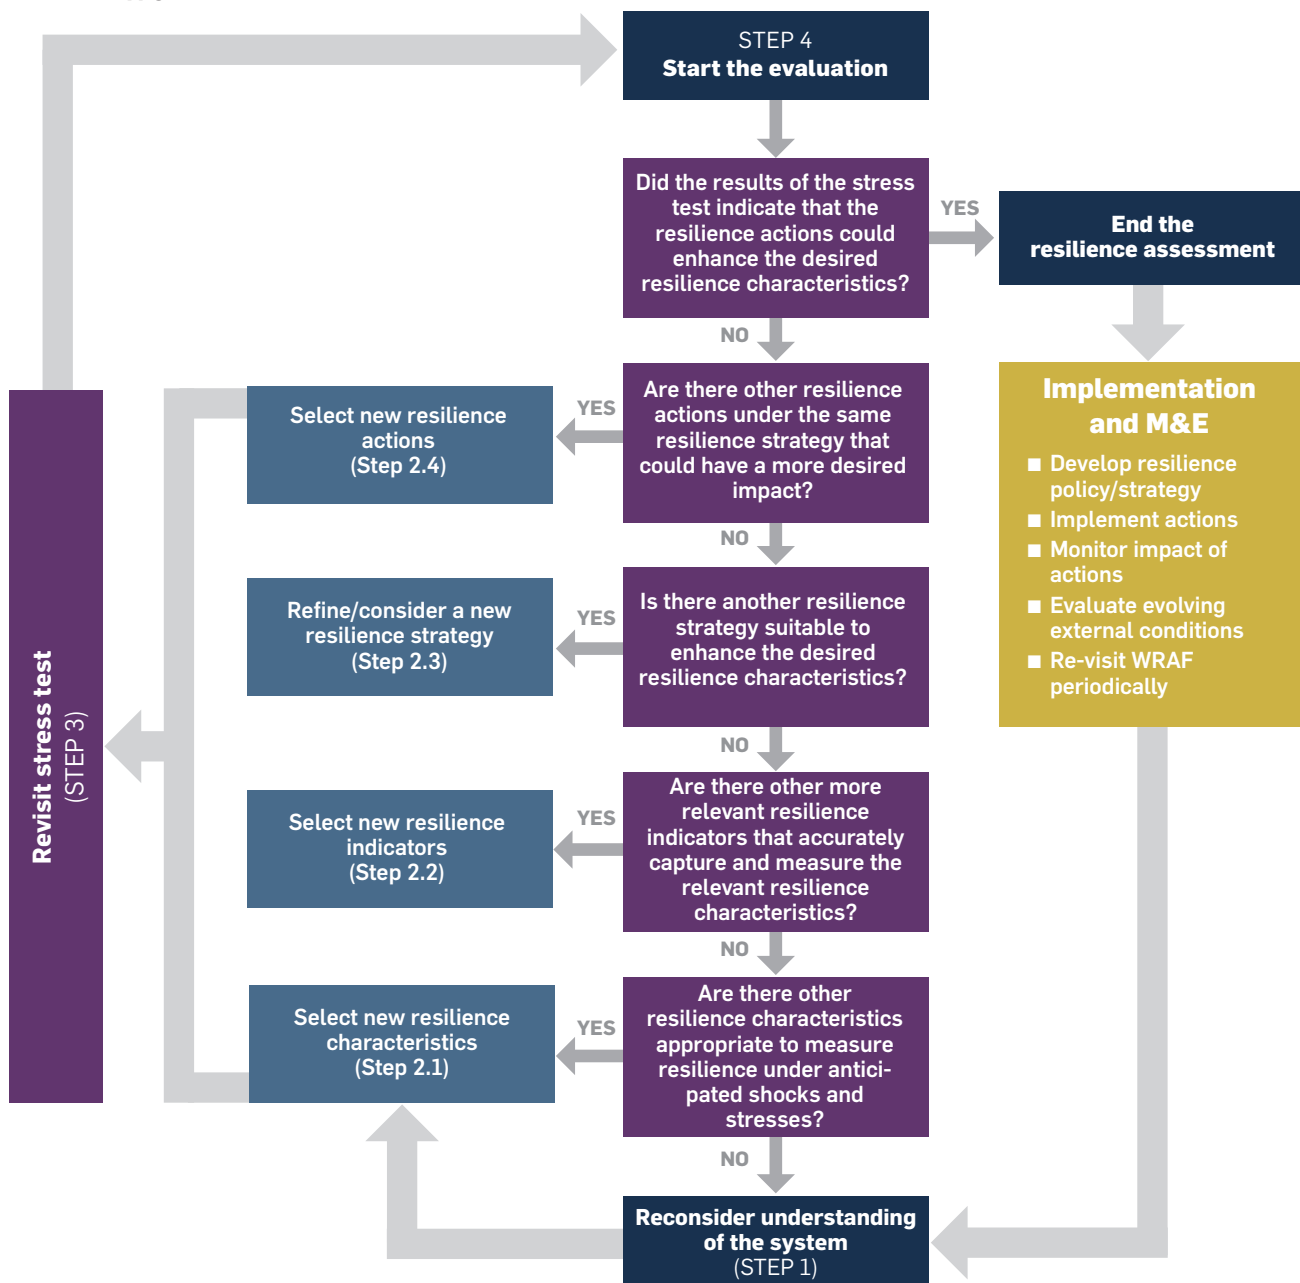 STEP 4
Start the evaluation
Did the results of the stress
test indicate that the
resilience actions could
enhance the desired
resilience characteristics?
YES
End the
resilience assessment
NO
Implementation
and M&E
■ Develop resilience
policy/strategy
■ Implement actions
■ Monitor impact of
actions
■ Evaluate evolving
external conditions
■ Re-visit WRAF
periodically
Are there other resilience
actions under the same
resilience strategy that
could have a more desired
impact?
YES
Select new resilience
actions
(Step 2.4)
NO
Is there another resilience
strategy suitable to
enhance the desired
resilience characteristics?
YES
Refine/consider a new
resilience strategy
(Step 2.3)
NO
Are there other more
relevant resilience
indicators that accurately
capture and measure the
relevant resilience
characteristics?
YES
Select new resilience
indicators
(Step 2.2)
NO
Are there other
resilience characteristics
appropriate to measure
resilience under antici-
pated shocks and
stresses?
YES
Select new resilience
characteristics
(Step 2.1)
NO
Reconsider understanding
of the system
(STEP 1)
Revisit stress test
(STEP 3)